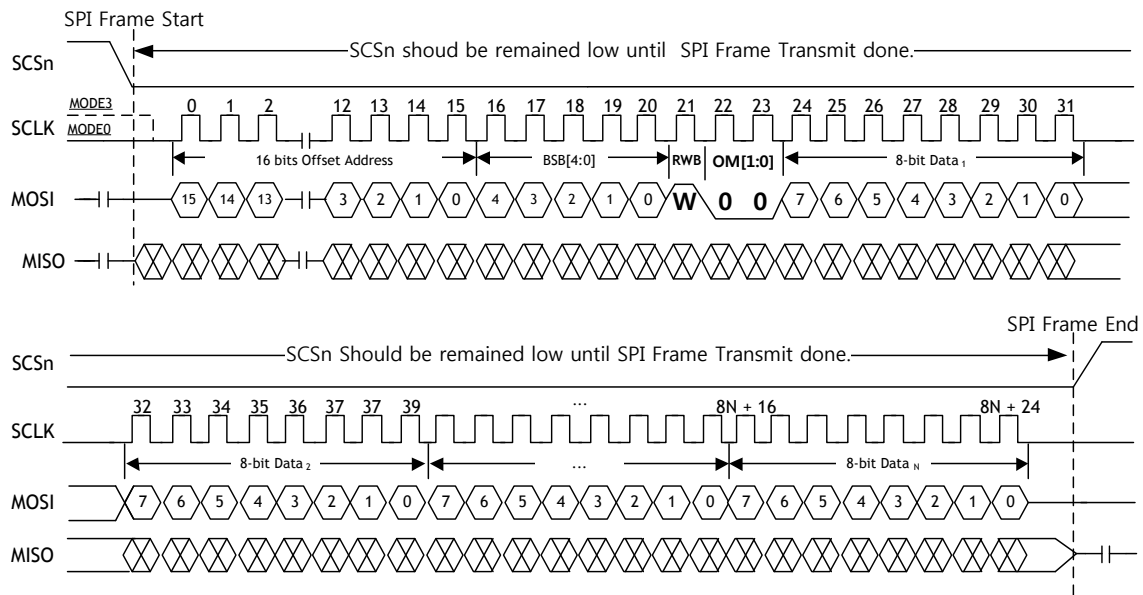 SPI Frame Start
SCSn
SCSn shoud be remained low until SPI Frame Transmit done.
MODE3
SCLK
MODE0
0 1 2 12 13 14 15 16 17 18 19 20 21 22 23 24 25 26 27 28 29 30 31
16 bits Offset Address
BSB[4:0]
RWB
OM[1:0]
8-bit Data 1
MOSI
15 14 13 3 2 1 0 4 3 2 1 0 W 0 0 7 6 5 4 3 2 1 0
MISO
SPI Frame End
SCSn
SCSn Should be remained low until SPI Frame Transmit done.
SCLK
32 33 34 35 36 37 37 39 ... 8N + 16 8N + 24
8-bit Data 2
...
8-bit Data N
MOSI
7 6 5 4 3 2 1 0 7 6 5 4 3 2 1 0 7 6 5 4 3 2 1 0
MISO